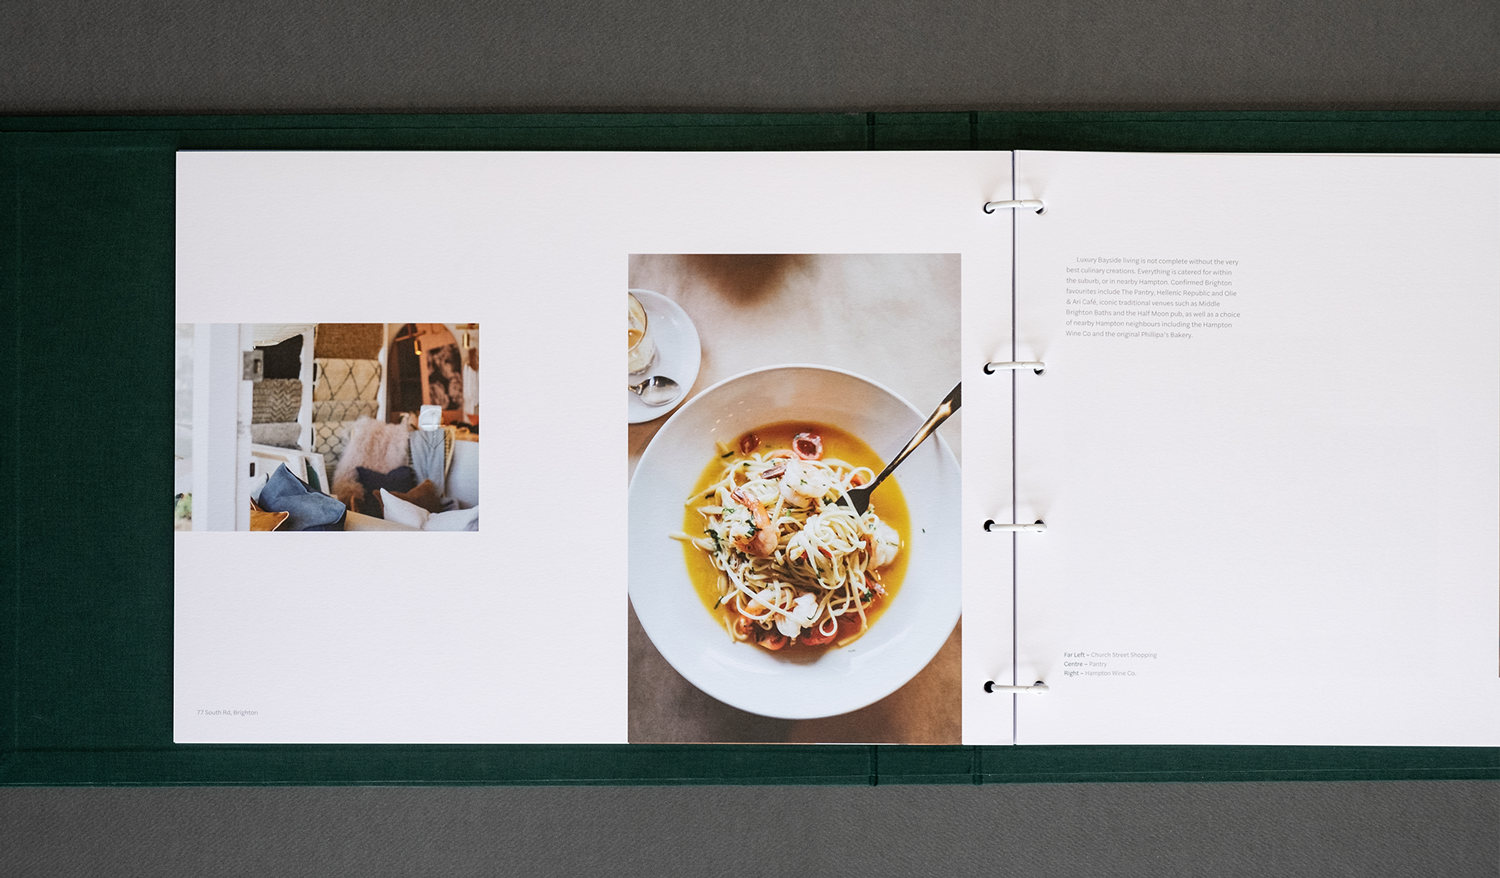 77 South Rd, Brighton
Luxury Bayside living is not complete without the very
best culinary creations. Everything is catered for within
the suburb, or in nearby Hampton. Confirmed Brighton
favourites include The Pantry, Hellenic Republic and Olie
& Ari Café, iconic traditional venues such as Middle
Brighton Baths and the Half Moon pub, as well as a choice
of nearby Hampton neighbours including the Hampton
Wine Co and the original Phillipa's Bakery.
Far Left – Church Street Shopping
Centre – Pantry
Right – Hampton Wine Co.